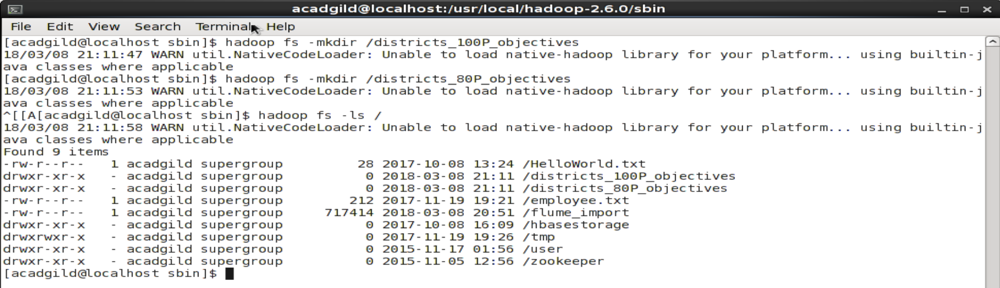 acadgild@localhost:/usr/local/hadoop-2.6.0/sbin
File Edit View Search Terminal Help
[acadgild@localhost sbin]$ hadoop fs -mkdir /districts_100P_objectives
18/03/08 21:11:47 WARN util.NativeCodeLoader: Unable to load native-hadoop library for your platform... using builtin-j
ava classes where applicable
[acadgild@localhost sbin]$ hadoop fs -mkdir /districts_80P_objectives
18/03/08 21:11:53 WARN util.NativeCodeLoader: Unable to load native-hadoop library for your platform... using builtin-j
ava classes where applicable
^[[A[acadgild@localhost sbin]$ hadoop fs -ls /
18/03/08 21:11:58 WARN util.NativeCodeLoader: Unable to load native-hadoop library for your platform... using builtin-j
ava classes where applicable
Found 9 items
-rw-r--r--   1 acadgild supergroup         28 2017-10-08 13:24 /HelloWorld.txt
drwxr-xr-x   - acadgild supergroup          0 2018-03-08 21:11 /districts_100P_objectives
drwxr-xr-x   - acadgild supergroup          0 2018-03-08 21:11 /districts_80P_objectives
-rw-r--r--   1 acadgild supergroup        212 2017-11-19 19:21 /employee.txt
-rw-r--r--   1 acadgild supergroup     717414 2018-03-08 20:51 /flume_import
drwxr-xr-x   - acadgild supergroup          0 2017-10-08 16:09 /hbasestorage
drwxrwxr-x   - acadgild supergroup          0 2017-11-19 19:26 /tmp
drwxr-xr-x   - acadgild supergroup          0 2015-11-17 01:56 /user
drwxr-xr-x   - acadgild supergroup          0 2015-11-05 12:56 /zookeeper
[acadgild@localhost sbin]$